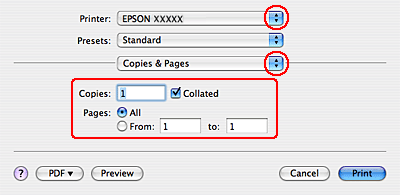 Printer: EPSON XXXXX
Presets: Standard
Copies & Pages
Copies: 1 Collated
Pages: All
From: 1 to: 1
? PDF ▾ Preview Cancel Print